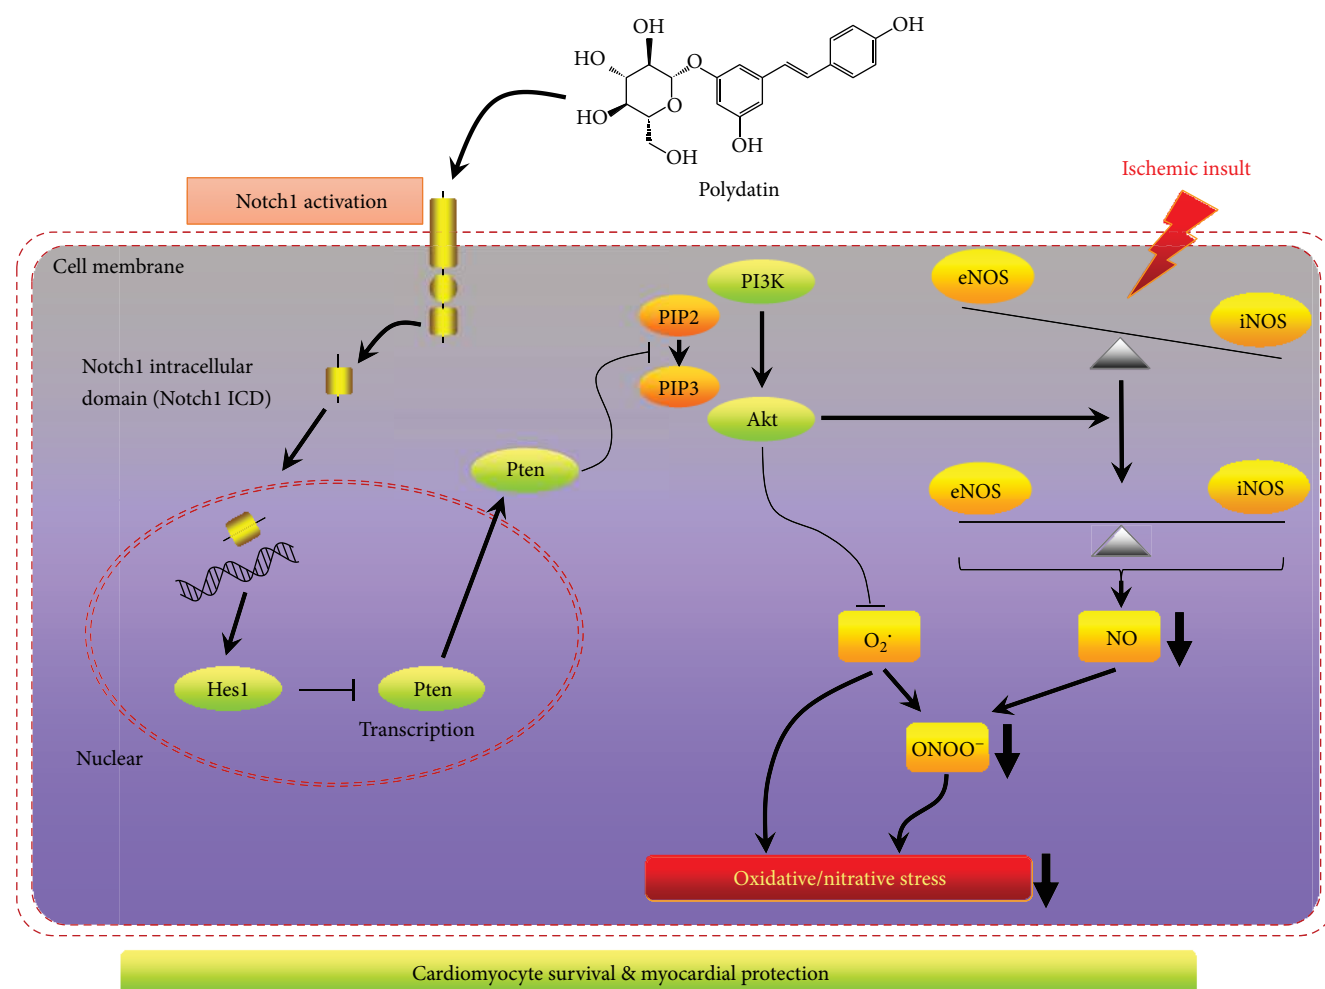 OH
OH
HO
HO
O
O
OH
OH
Polydatin
Ischemic insult
Notch1 activation
Cell membrane
PI3K
eNOS
PIP2
iNOS
Notch1 intracellular
domain (Notch1 ICD)
PIP3
Akt
Pten
eNOS
iNOS
O₂˙
NO
Hes1
Pten
Transcription
ONOO⁻
Nuclear
Oxidative/nitrative stress
Cardiomyocyte survival & myocardial protection